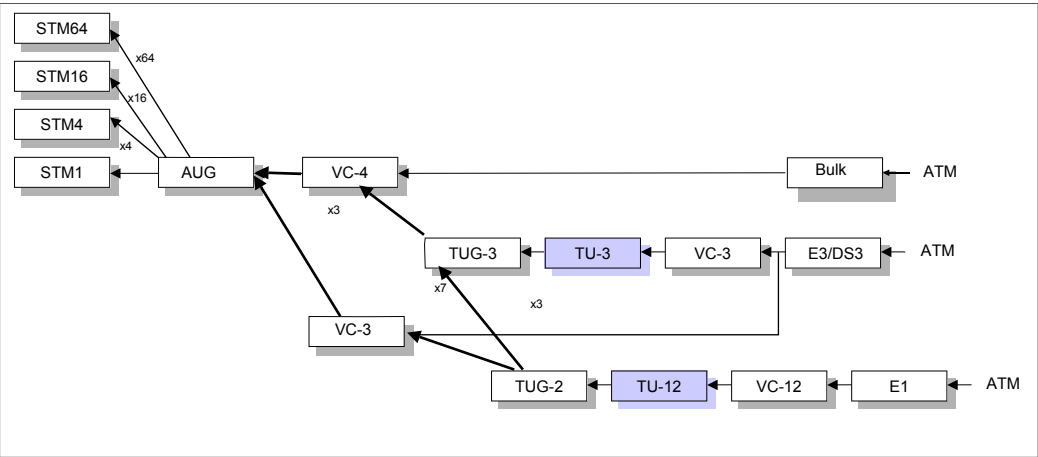 STM64
x64
STM16
x16
STM4
x4
STM1
AUG
VC-4
Bulk
ATM
x3
TUG-3
TU-3
VC-3
E3/DS3
ATM
x7
x3
VC-3
TUG-2
TU-12
VC-12
E1
ATM